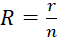 R = r/n